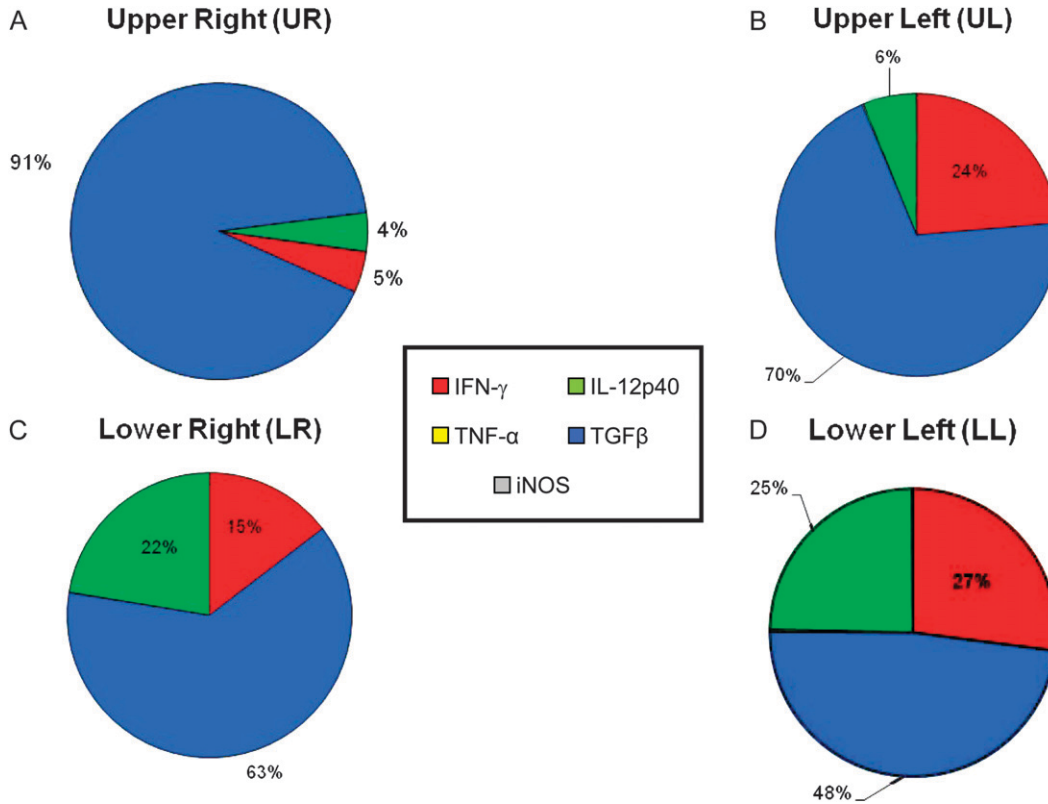 A Upper Right (UR)
91%
4%
5%
B Upper Left (UL)
6%
24%
70%
IFN-γ IL-12p40
TNF-α TGFβ
iNOS
C Lower Right (LR)
22%
15%
63%
D Lower Left (LL)
25%
27%
48%